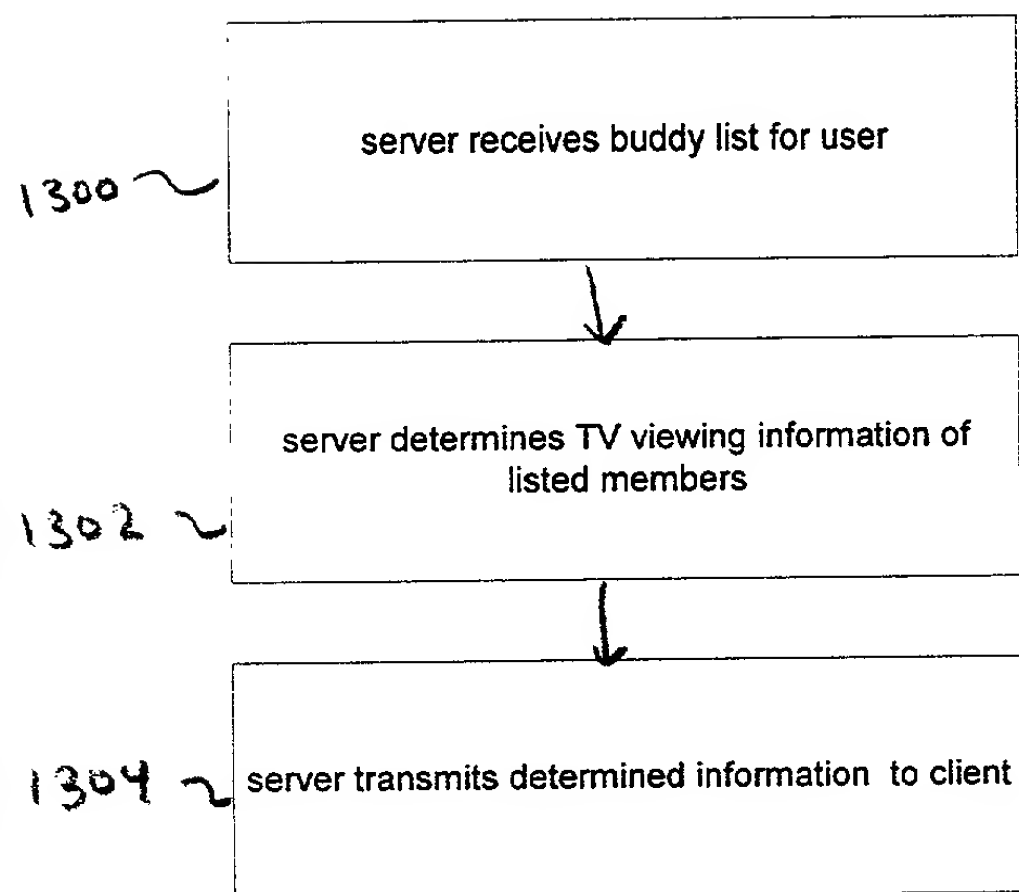 server receives buddy list for user
1300
server determines TV viewing information of
listed members
1302
server transmits determined information to client
1304